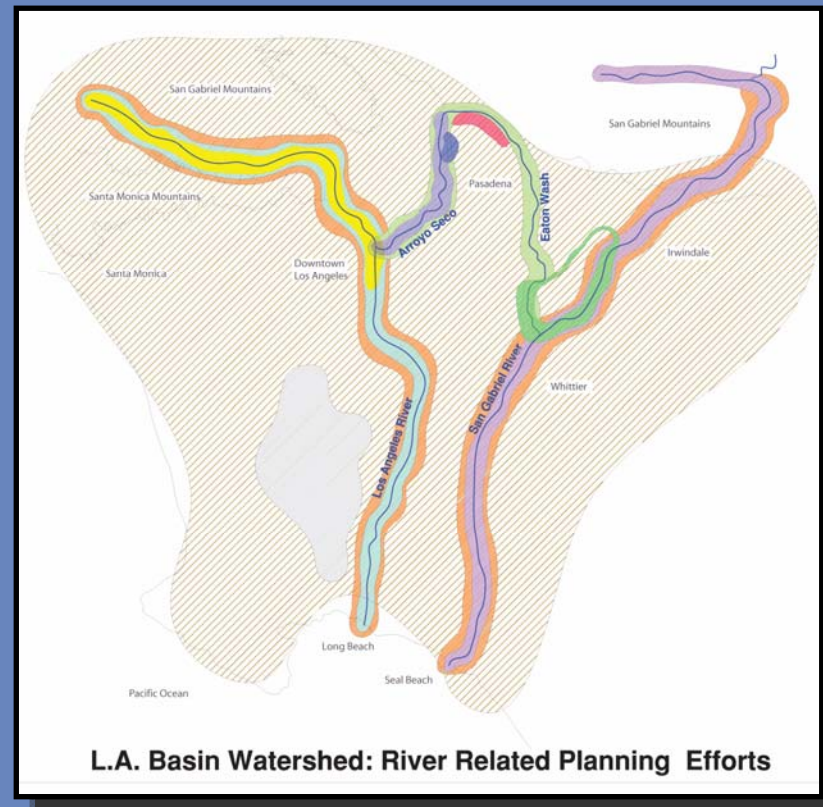 San Gabriel Mountains
San Gabriel Mountains
Santa Monica Mountains
Pasadena
Eaton Wash
Arroyo Seco
Irwindale
Santa Monica
Downtown
Los Angeles
San Gabriel River
Whittier
Los Angeles River
Long Beach
Seal Beach
Pacific Ocean
L.A. Basin Watershed: River Related Planning Efforts